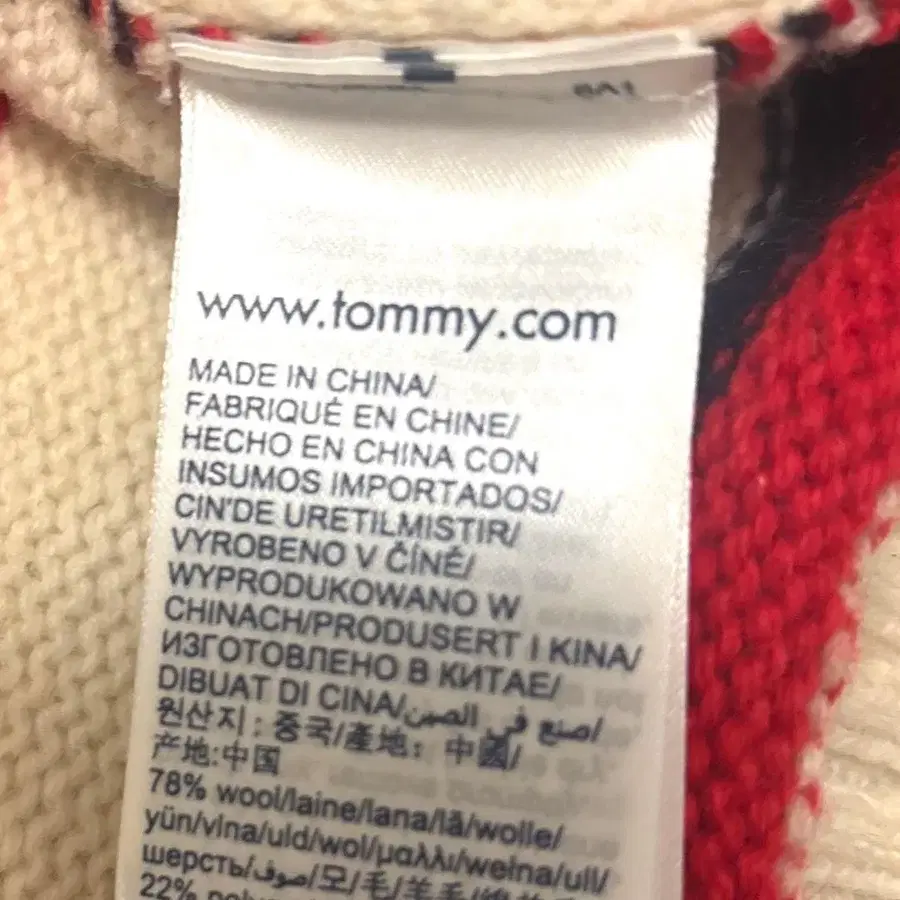 www.tommy.com
MADE IN CHINA/
FABRIQUÉ EN CHINE/
HECHO EN CHINA CON
INSUMOS IMPORTADOS/
CIN'DE URETILMISTIR/
VYROBENO V ČÍNĚ/
WYPRODUKOWANO W
CHINACH/PRODUSERT I KINA/
ИЗГОТОВЛЕНО В КИТАЕ/
DIBUAT DI CINA/صنع في الصين/
원산지 : 중국/產地: 中國/
产地:中国
78% wool/laine/lana/lã/wolle/
yün/vlna/uld/wol/μαλλι/wełna/ull/
шерсть/صوف/모/毛/羊毛/
22%